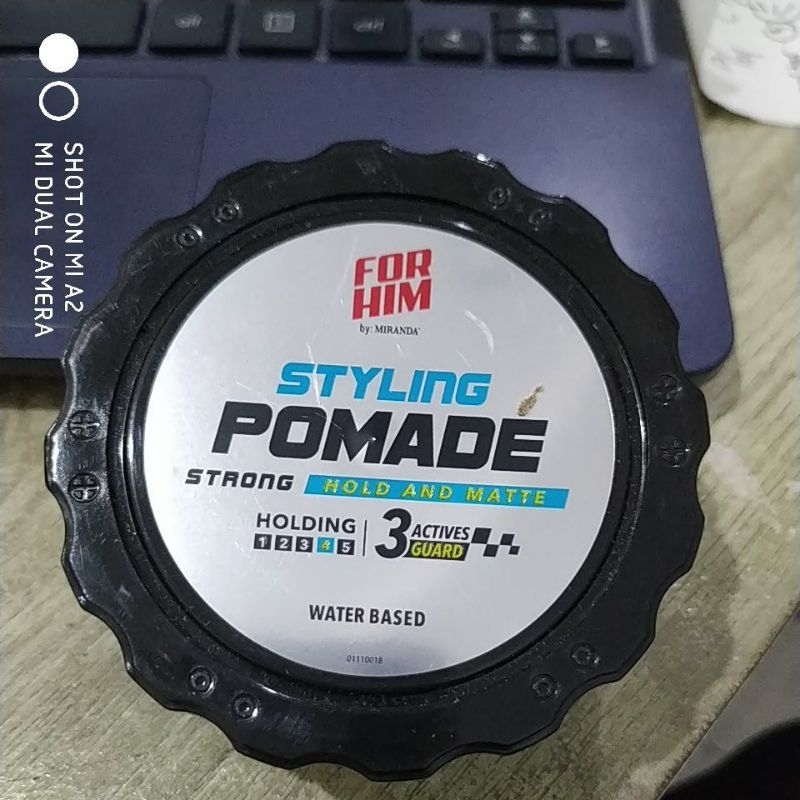 SHOT ON MI A2
MI DUAL CAMERA
FOR
HIM
by: MIRANDA
STYLING
POMADE
STRONG HOLD AND MATTE
HOLDING
1 2 3 4 5
3 ACTIVES
GUARD
WATER BASED